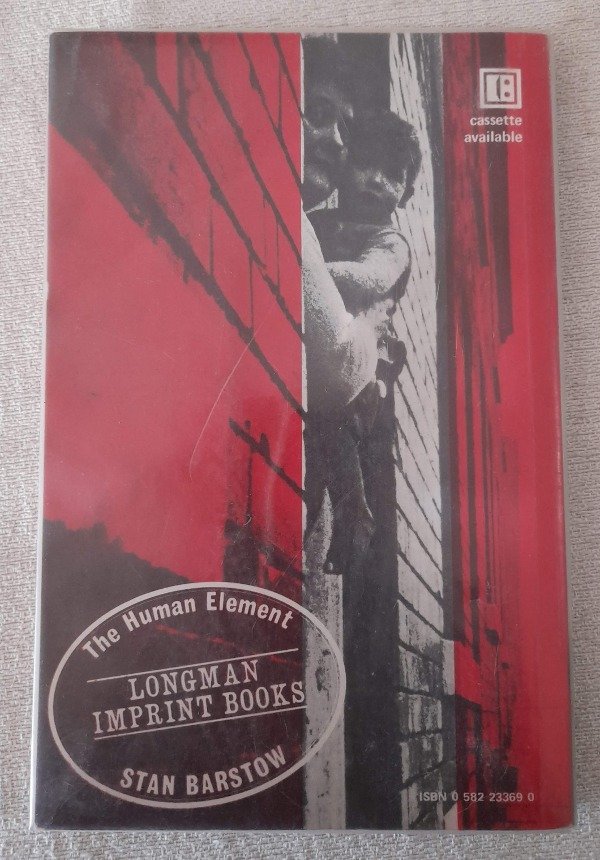 cassette
available
The Human Element
LONGMAN
IMPRINT BOOKS
STAN BARSTOW
ISBN 0 582 23369 0